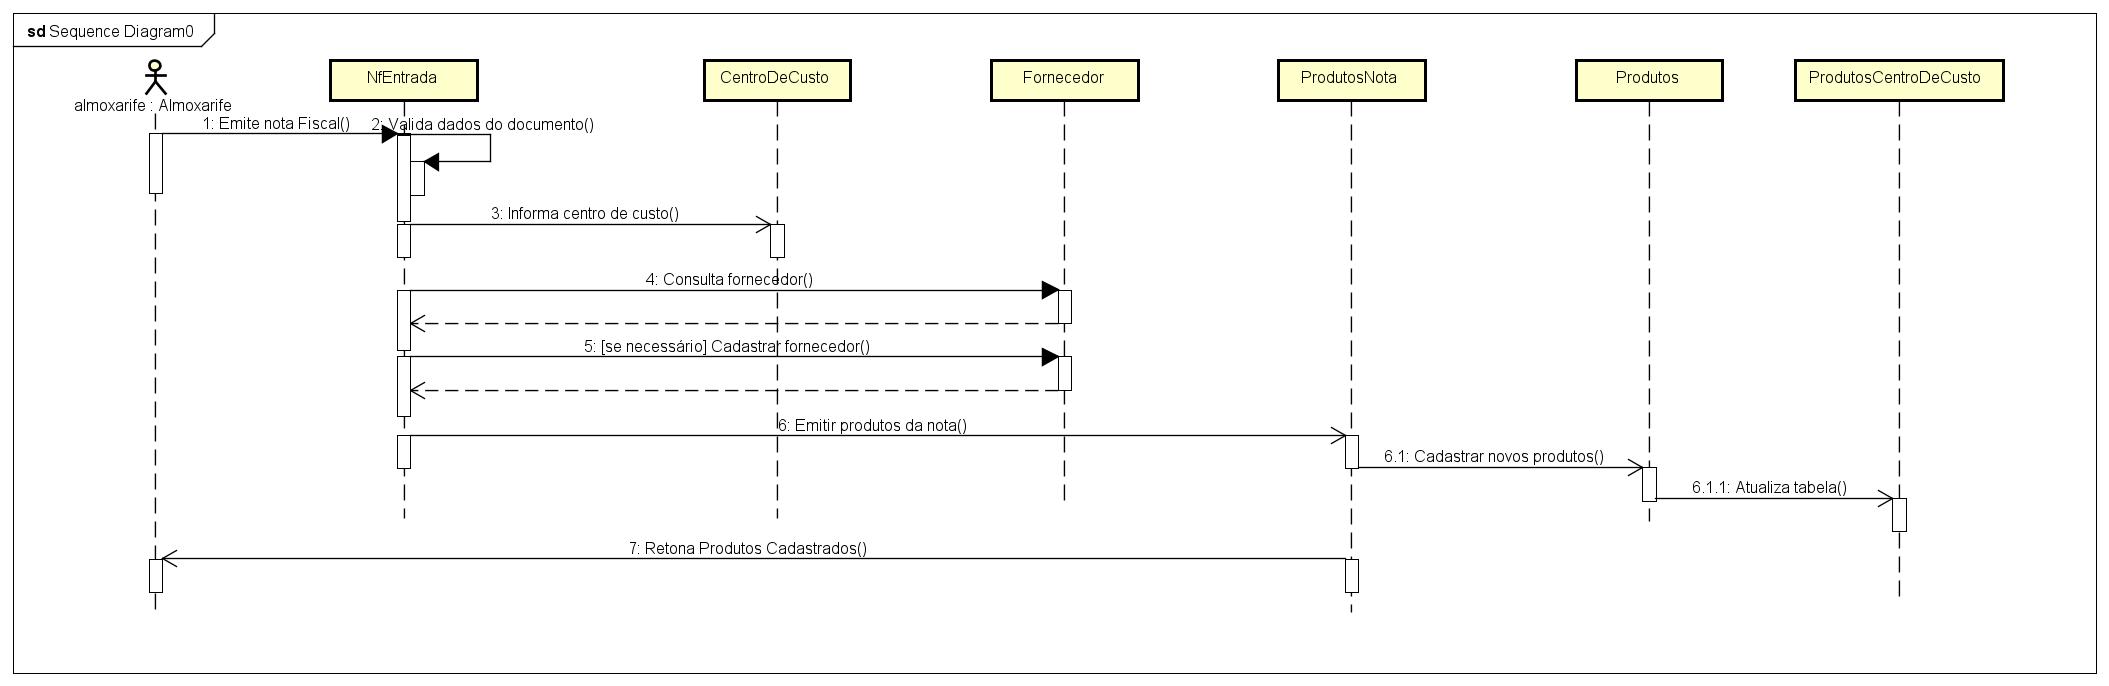 sd Sequence Diagram0
NfEntrada
CentroDeCusto
Fornecedor
ProdutosNota
Produtos
ProdutosCentroDeCusto
almoxarife : Almoxarife
1: Emite nota Fiscal()
2: Valida dados do documento()
3: Informa centro de custo()
4: Consulta fornecedor()
5: [se necessário] Cadastrar fornecedor()
6: Emitir produtos da nota()
6.1: Cadastrar novos produtos()
6.1.1: Atualiza tabela()
7: Retona Produtos Cadastrados()